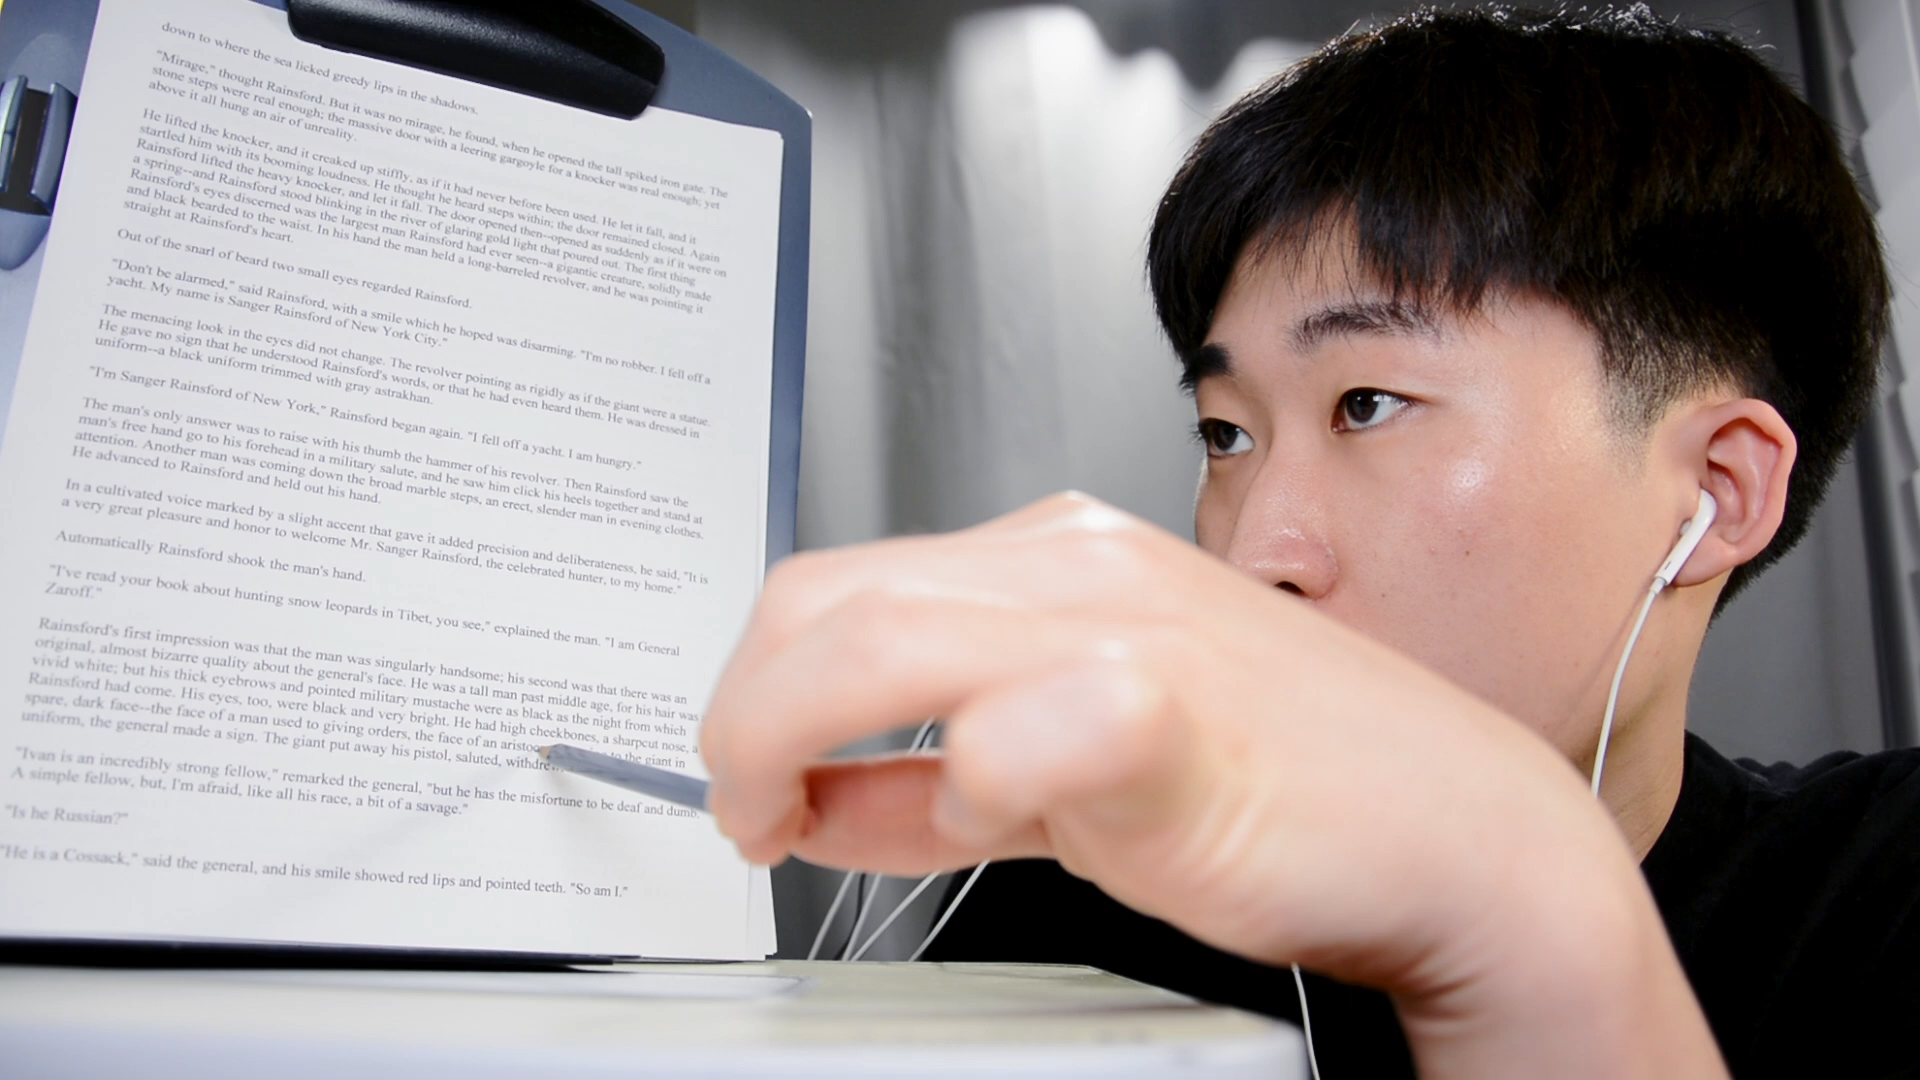 down to where the sea licked greedy lips in the shadows.
"Mirage," thought Rainsford. But it was no mirage, he found, when he opened the tall spiked iron gate. The
stone steps were real enough; the massive door with a leering gargoyle for a knocker was real enough; yet
above it all hung an air of unreality.
He lifted the knocker, and it creaked up stiffly, as if it had never before been used. He let it fall, and it
startled him with its booming loudness. He thought he heard steps within; the door remained closed. Again
Rainsford lifted the heavy knocker, and let it fall. The door opened then--opened as suddenly as if it were on
a spring--and Rainsford stood blinking in the river of glaring gold light that poured out. The first thing
Rainsford's eyes discerned was the largest man Rainsford had ever seen--a gigantic creature, solidly made
and black bearded to the waist. In his hand the man held a long-barreled revolver, and he was pointing it
straight at Rainsford's heart.
Out of the snarl of beard two small eyes regarded Rainsford.
"Don't be alarmed," said Rainsford, with a smile which he hoped was disarming. "I'm no robber. I fell off a
yacht. My name is Sanger Rainsford of New York City."
The menacing look in the eyes did not change. The revolver pointing as rigidly as if the giant were a statue.
He gave no sign that he understood Rainsford's words, or that he had even heard them. He was dressed in
uniform--a black uniform trimmed with gray astrakhan.
"I'm Sanger Rainsford of New York," Rainsford began again. "I fell off a yacht. I am hungry."
The man's only answer was to raise with his thumb the hammer of his revolver. Then Rainsford saw the
man's free hand go to his forehead in a military salute, and he saw him click his heels together and stand at
attention. Another man was coming down the broad marble steps, an erect, slender man in evening clothes.
He advanced to Rainsford and held out his hand.
In a cultivated voice marked by a slight accent that gave it added precision and deliberateness, he said, "It is
a very great pleasure and honor to welcome Mr. Sanger Rainsford, the celebrated hunter, to my home."
Automatically Rainsford shook the man's hand.
"I've read your book about hunting snow leopards in Tibet, you see," explained the man. "I am General
Zaroff."
Rainsford's first impression was that the man was singularly handsome; his second was that there was an
original, almost bizarre quality about the general's face. He was a tall man past middle age, for his hair was
vivid white; but his thick eyebrows and pointed military mustache were as black as the night from which
Rainsford had come. His eyes, too, were black and very bright. He had high cheekbones, a sharpcut nose, a
spare, dark face--the face of a man used to giving orders, the face of an to the giant in
uniform, the general made a sign. The giant put away his pistol, saluted,
"Ivan is an incredibly strong fellow," remarked the general, "but he has the misfortune to be deaf and dumb.
A simple fellow, but, I'm afraid, like all his race, a bit of a savage."
"Is he Russian?"
"He is a Cossack," said the general, and his smile showed red lips and pointed teeth. "So am I."